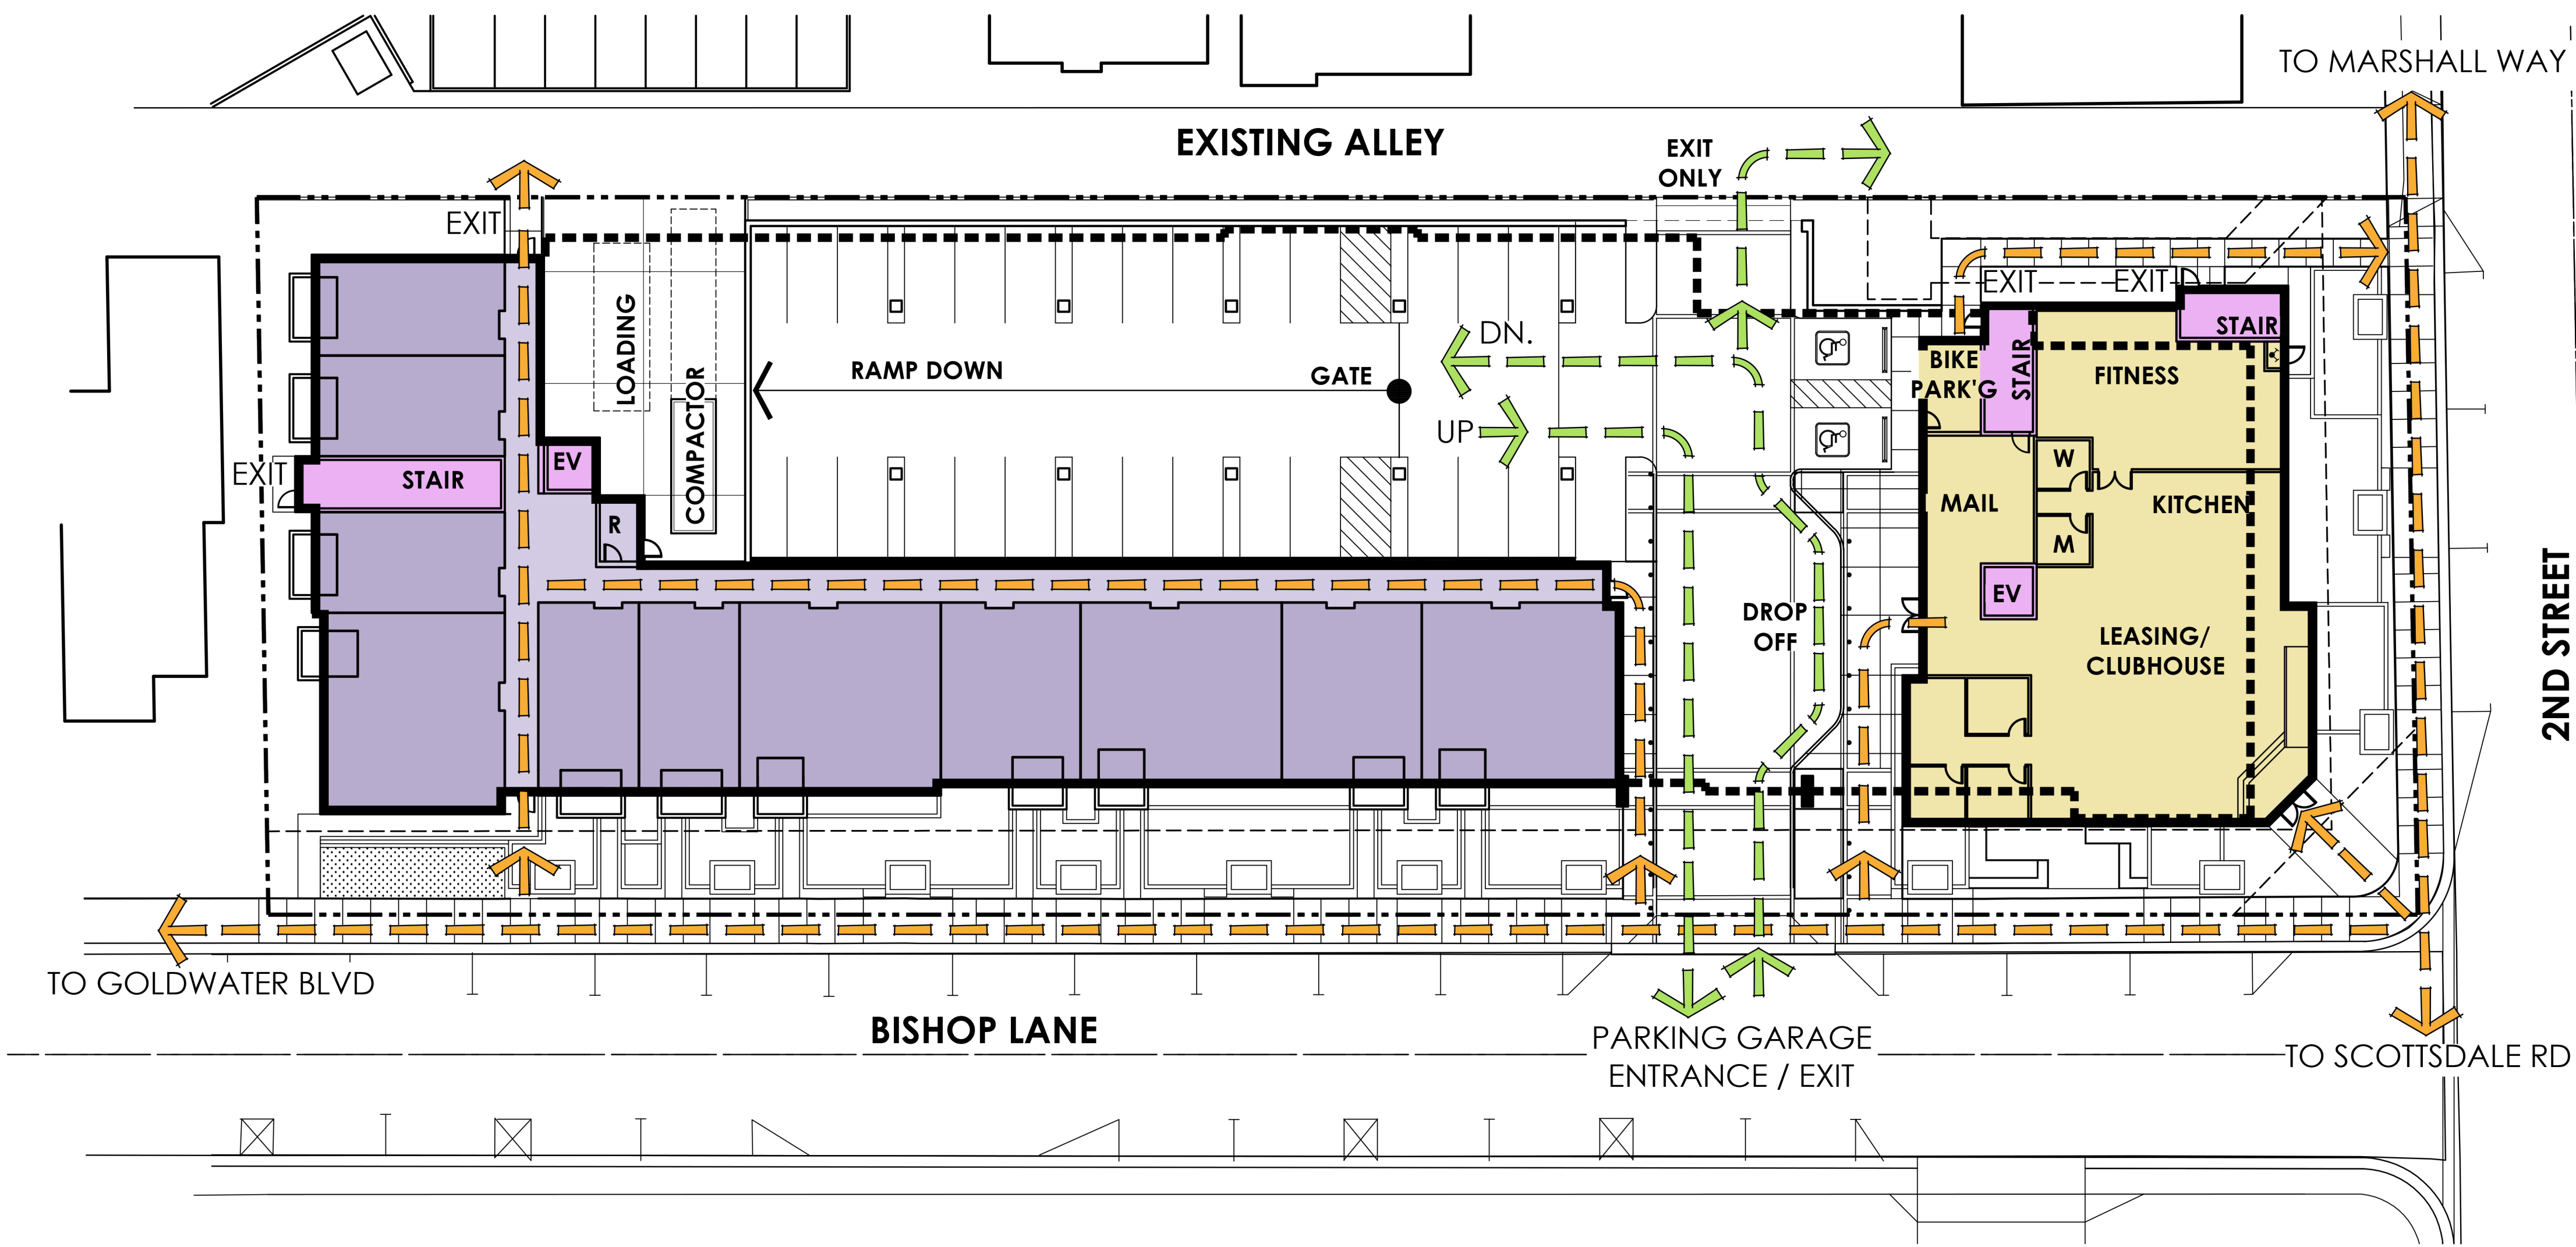 TO MARSHALL WAY
EXISTING ALLEY
EXIT
ONLY
EXIT
EXIT
EXIT
LOADING
COMPACTOR
RAMP DOWN
GATE
DN.
UP
STAIR
STAIR
BIKE
PARK'G
FITNESS
EXIT
STAIR
EV
R
W
MAIL
KITCHEN
M
EV
DROP
OFF
LEASING/
CLUBHOUSE
2ND STREET
TO GOLDWATER BLVD
BISHOP LANE
PARKING GARAGE
ENTRANCE / EXIT
TO SCOTTSDALE RD